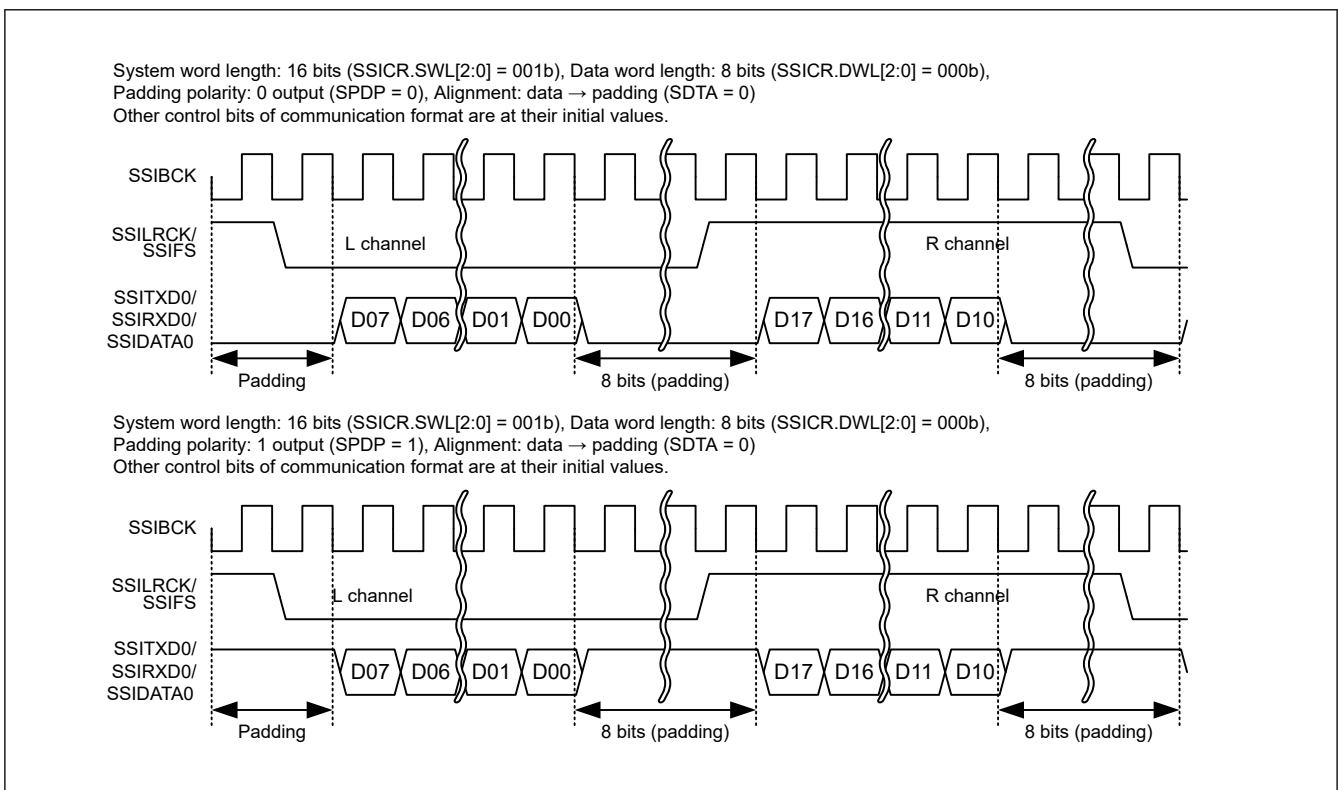 System word length: 16 bits (SSICR.SWL[2:0] = 001b), Data word length: 8 bits (SSICR.DWL[2:0] = 000b),
Padding polarity: 0 output (SPDP = 0), Alignment: data → padding (SDTA = 0)
Other control bits of communication format are at their initial values.
SSIBCK
SSILRCK/
SSIFS
L channel
R channel
SSITXD0/
SSIRXD0/
SSIDATA0
D07 D06 D01 D00 D17 D16 D11 D10
Padding 8 bits (padding) 8 bits (padding)
System word length: 16 bits (SSICR.SWL[2:0] = 001b), Data word length: 8 bits (SSICR.DWL[2:0] = 000b),
Padding polarity: 1 output (SPDP = 1), Alignment: data → padding (SDTA = 0)
Other control bits of communication format are at their initial values.
SSIBCK
SSILRCK/
SSIFS
L channel
R channel
SSITXD0/
SSIRXD0/
SSIDATA0
D07 D06 D01 D00 D17 D16 D11 D10
Padding 8 bits (padding) 8 bits (padding)